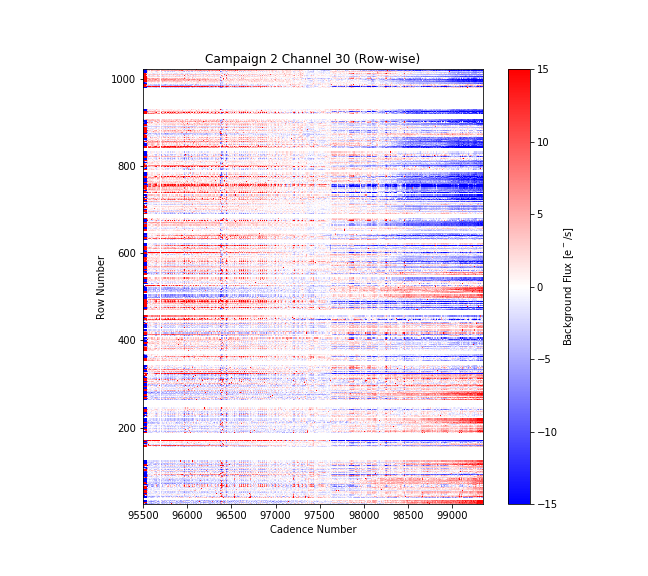 Campaign 2 Channel 30 (Row-wise)
1000
800
600
400
200
Row Number
95500 96000 96500 97000 97500 98000 98500 99000
Cadence Number
15
10
5
0
−5
−10
−15
Background Flux [e⁻/s]